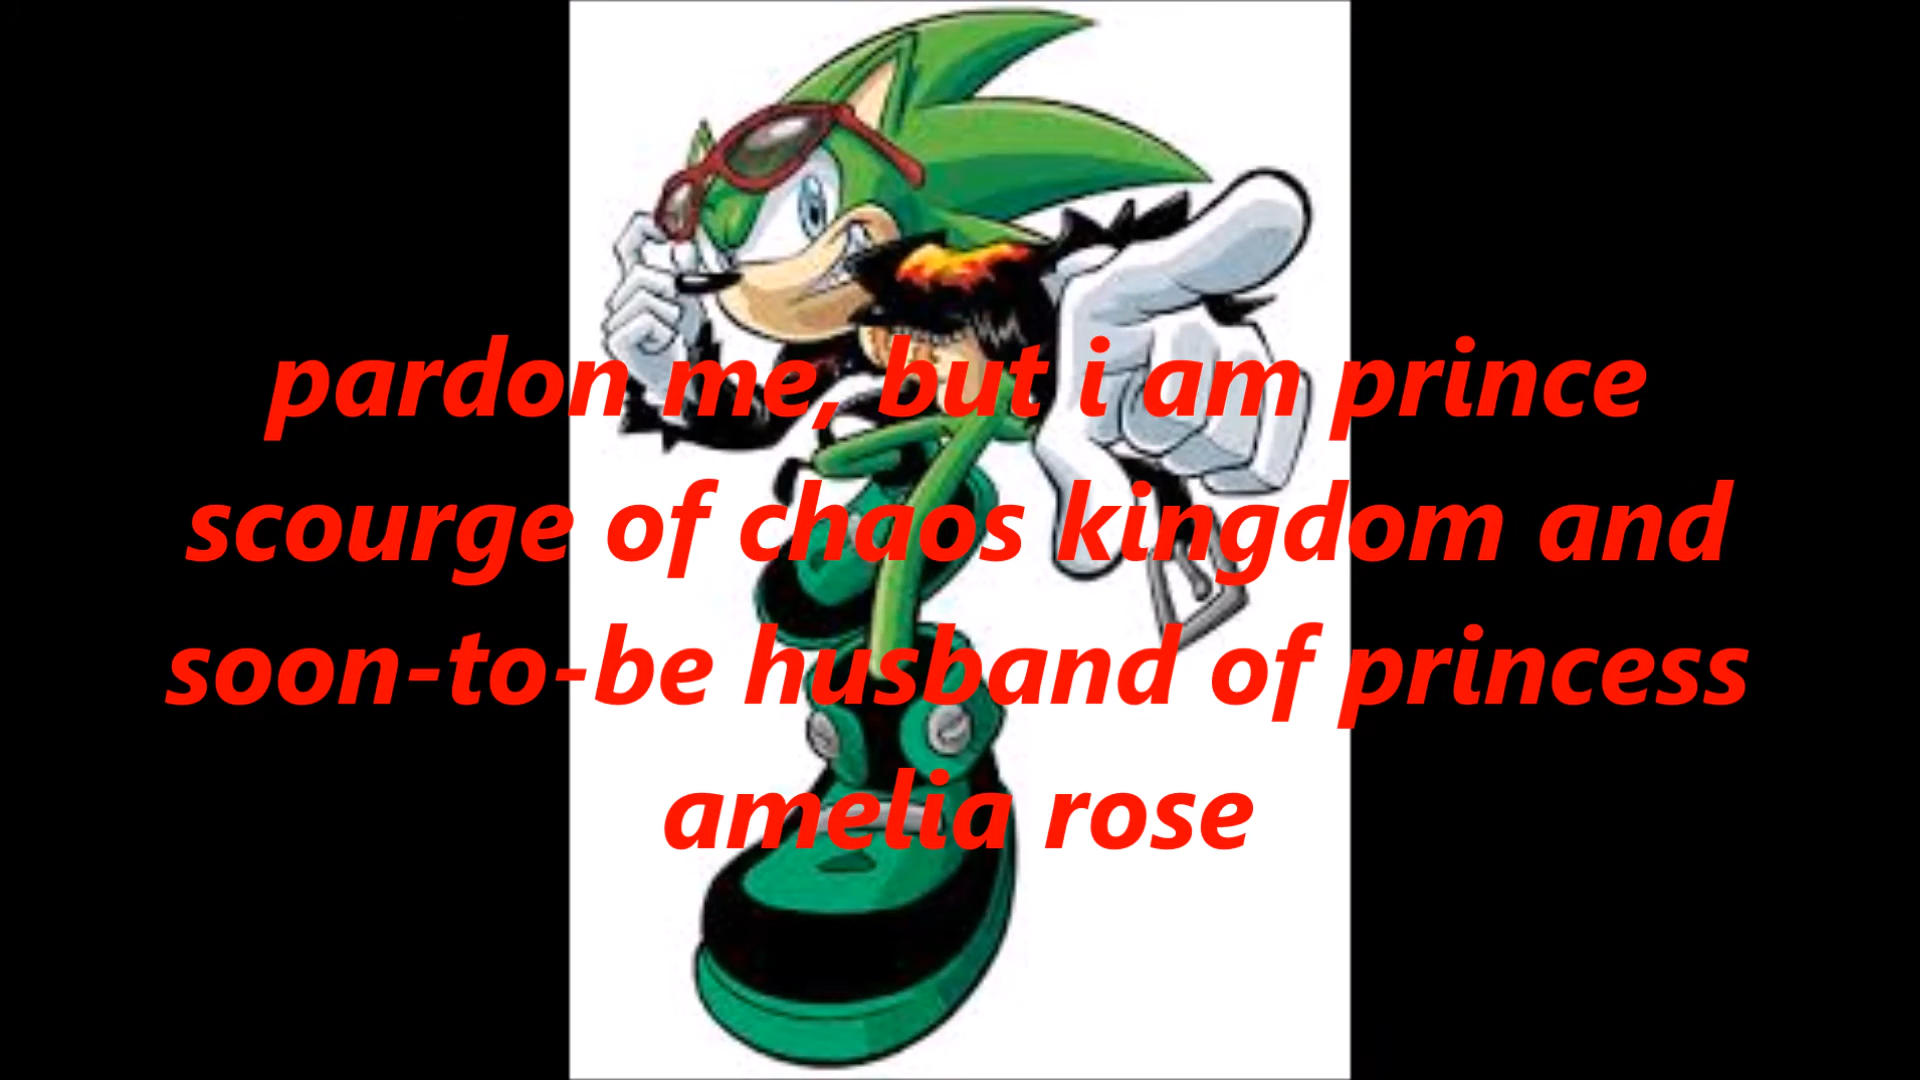 pardon me, but i am prince
scourge of chaos kingdom and
soon-to-be husband of princess
amelia rose